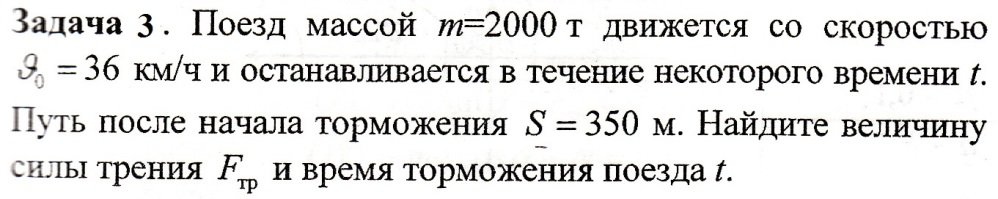 Задача 3. Поезд массой m=2000 т движется со скоростью
ϑ₀ = 36 км/ч и останавливается в течение некоторого времени t.
Путь после начала торможения S = 350 м. Найдите величину
силы трения Fтр и время торможения поезда t.